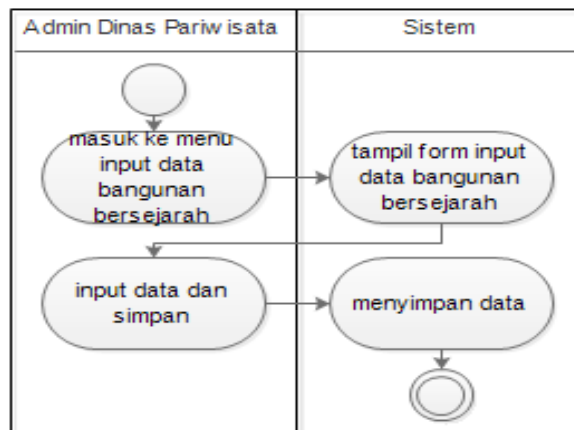 Admin Dinas Pariwisata
Sistem
masuk ke menu
input data
bangunan
bersejarah
tampil form input
data bangunan
bersejarah
input data dan
simpan
menyimpan data